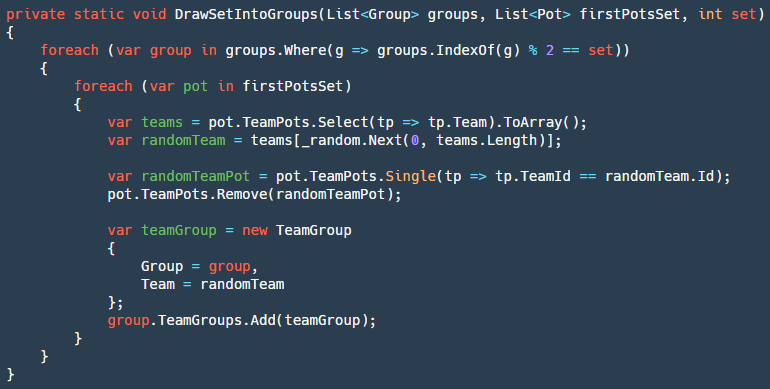 private static void DrawSetIntoGroups(List<Group> groups, List<Pot> firstPotsSet, int set)
{
    foreach (var group in groups.Where(g => groups.IndexOf(g) % 2 == set))
    {
        foreach (var pot in firstPotsSet)
        {
            var teams = pot.TeamPots.Select(tp => tp.Team).ToArray();
            var randomTeam = teams[_random.Next(0, teams.Length)];

            var randomTeamPot = pot.TeamPots.Single(tp => tp.TeamId == randomTeam.Id);
            pot.TeamPots.Remove(randomTeamPot);

            var teamGroup = new TeamGroup
            {
                Group = group,
                Team = randomTeam
            };
            group.TeamGroups.Add(teamGroup);
        }
    }
}